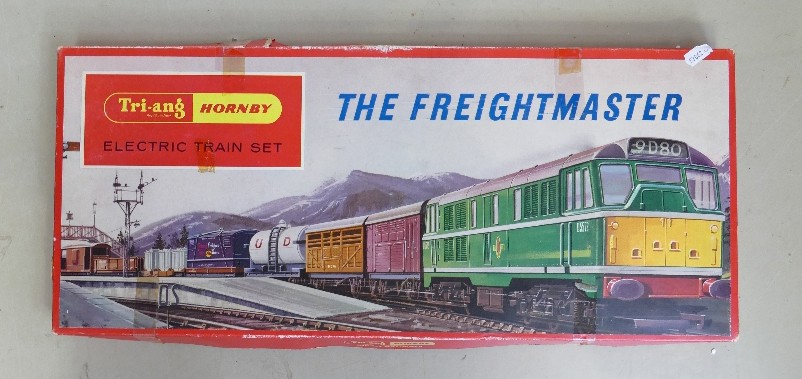 Tri-ang HORNBY
ELECTRIC TRAIN SET
THE FREIGHTMASTER
9D80
U D